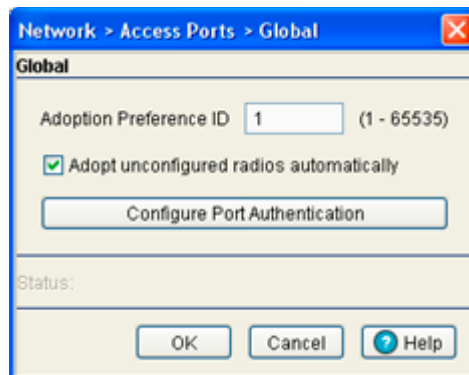 Network > Access Ports > Global
Global
Adoption Preference ID 1 (1 - 65535)
Adopt unconfigured radios automatically
Configure Port Authentication
Status:
OK Cancel ? Help